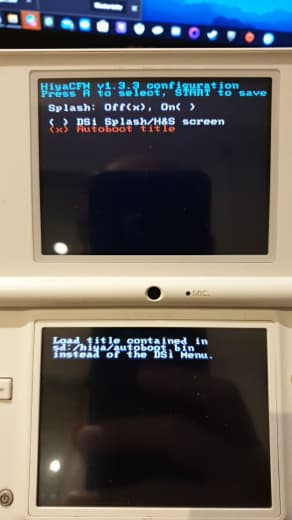 HiyaCFW v1.3.3 configuration
Press A to select, START to save
Splash: Off(x), On( )
( ) DSi Splash/H&S screen
(x) Autoboot title
MIC.
Load title contained in
sd:/hiya/autoboot.bin
instead of the DSi Menu.